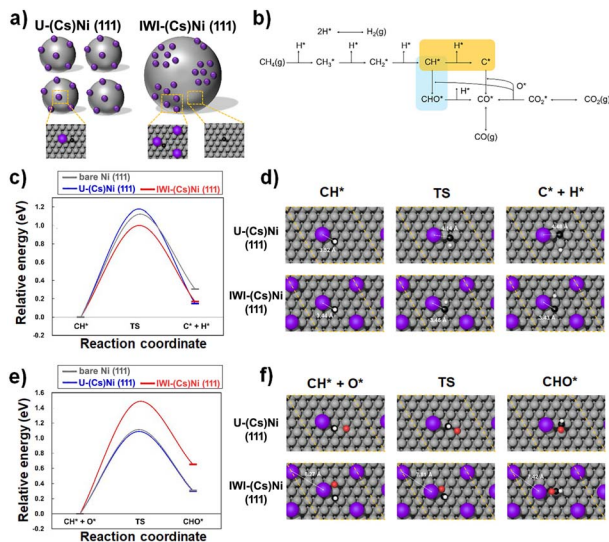 a)
U-(Cs)Ni (111)
IWI-(Cs)Ni (111)
b)
2H* H₂(g)
H* H* H* H*
CH₄(g) CH₃* CH₂* CH* C*
H* O*
CHO* CO* CO₂* CO₂(g)
CO(g)
c)
bare Ni (111)
U-(Cs)Ni (111) IWI-(Cs)Ni (111)
Relative energy (eV)
1.2
1.0
0.8
0.6
0.4
0.2
0.0
-0.2
CH* TS C* + H*
Reaction coordinate
d)
CH* TS C* + H*
U-(Cs)Ni
(111)
IWI-(Cs)Ni
(111)
e)
bare Ni (111)
U-(Cs)Ni (111) IWI-(Cs)Ni (111)
Relative energy (eV)
1.6
1.4
1.2
1.0
0.8
0.6
0.4
0.2
0.0
-0.2
CH* + O* TS CHO*
Reaction coordinate
f)
CH* + O* TS CHO*
U-(Cs)Ni
(111)
IWI-(Cs)Ni
(111)